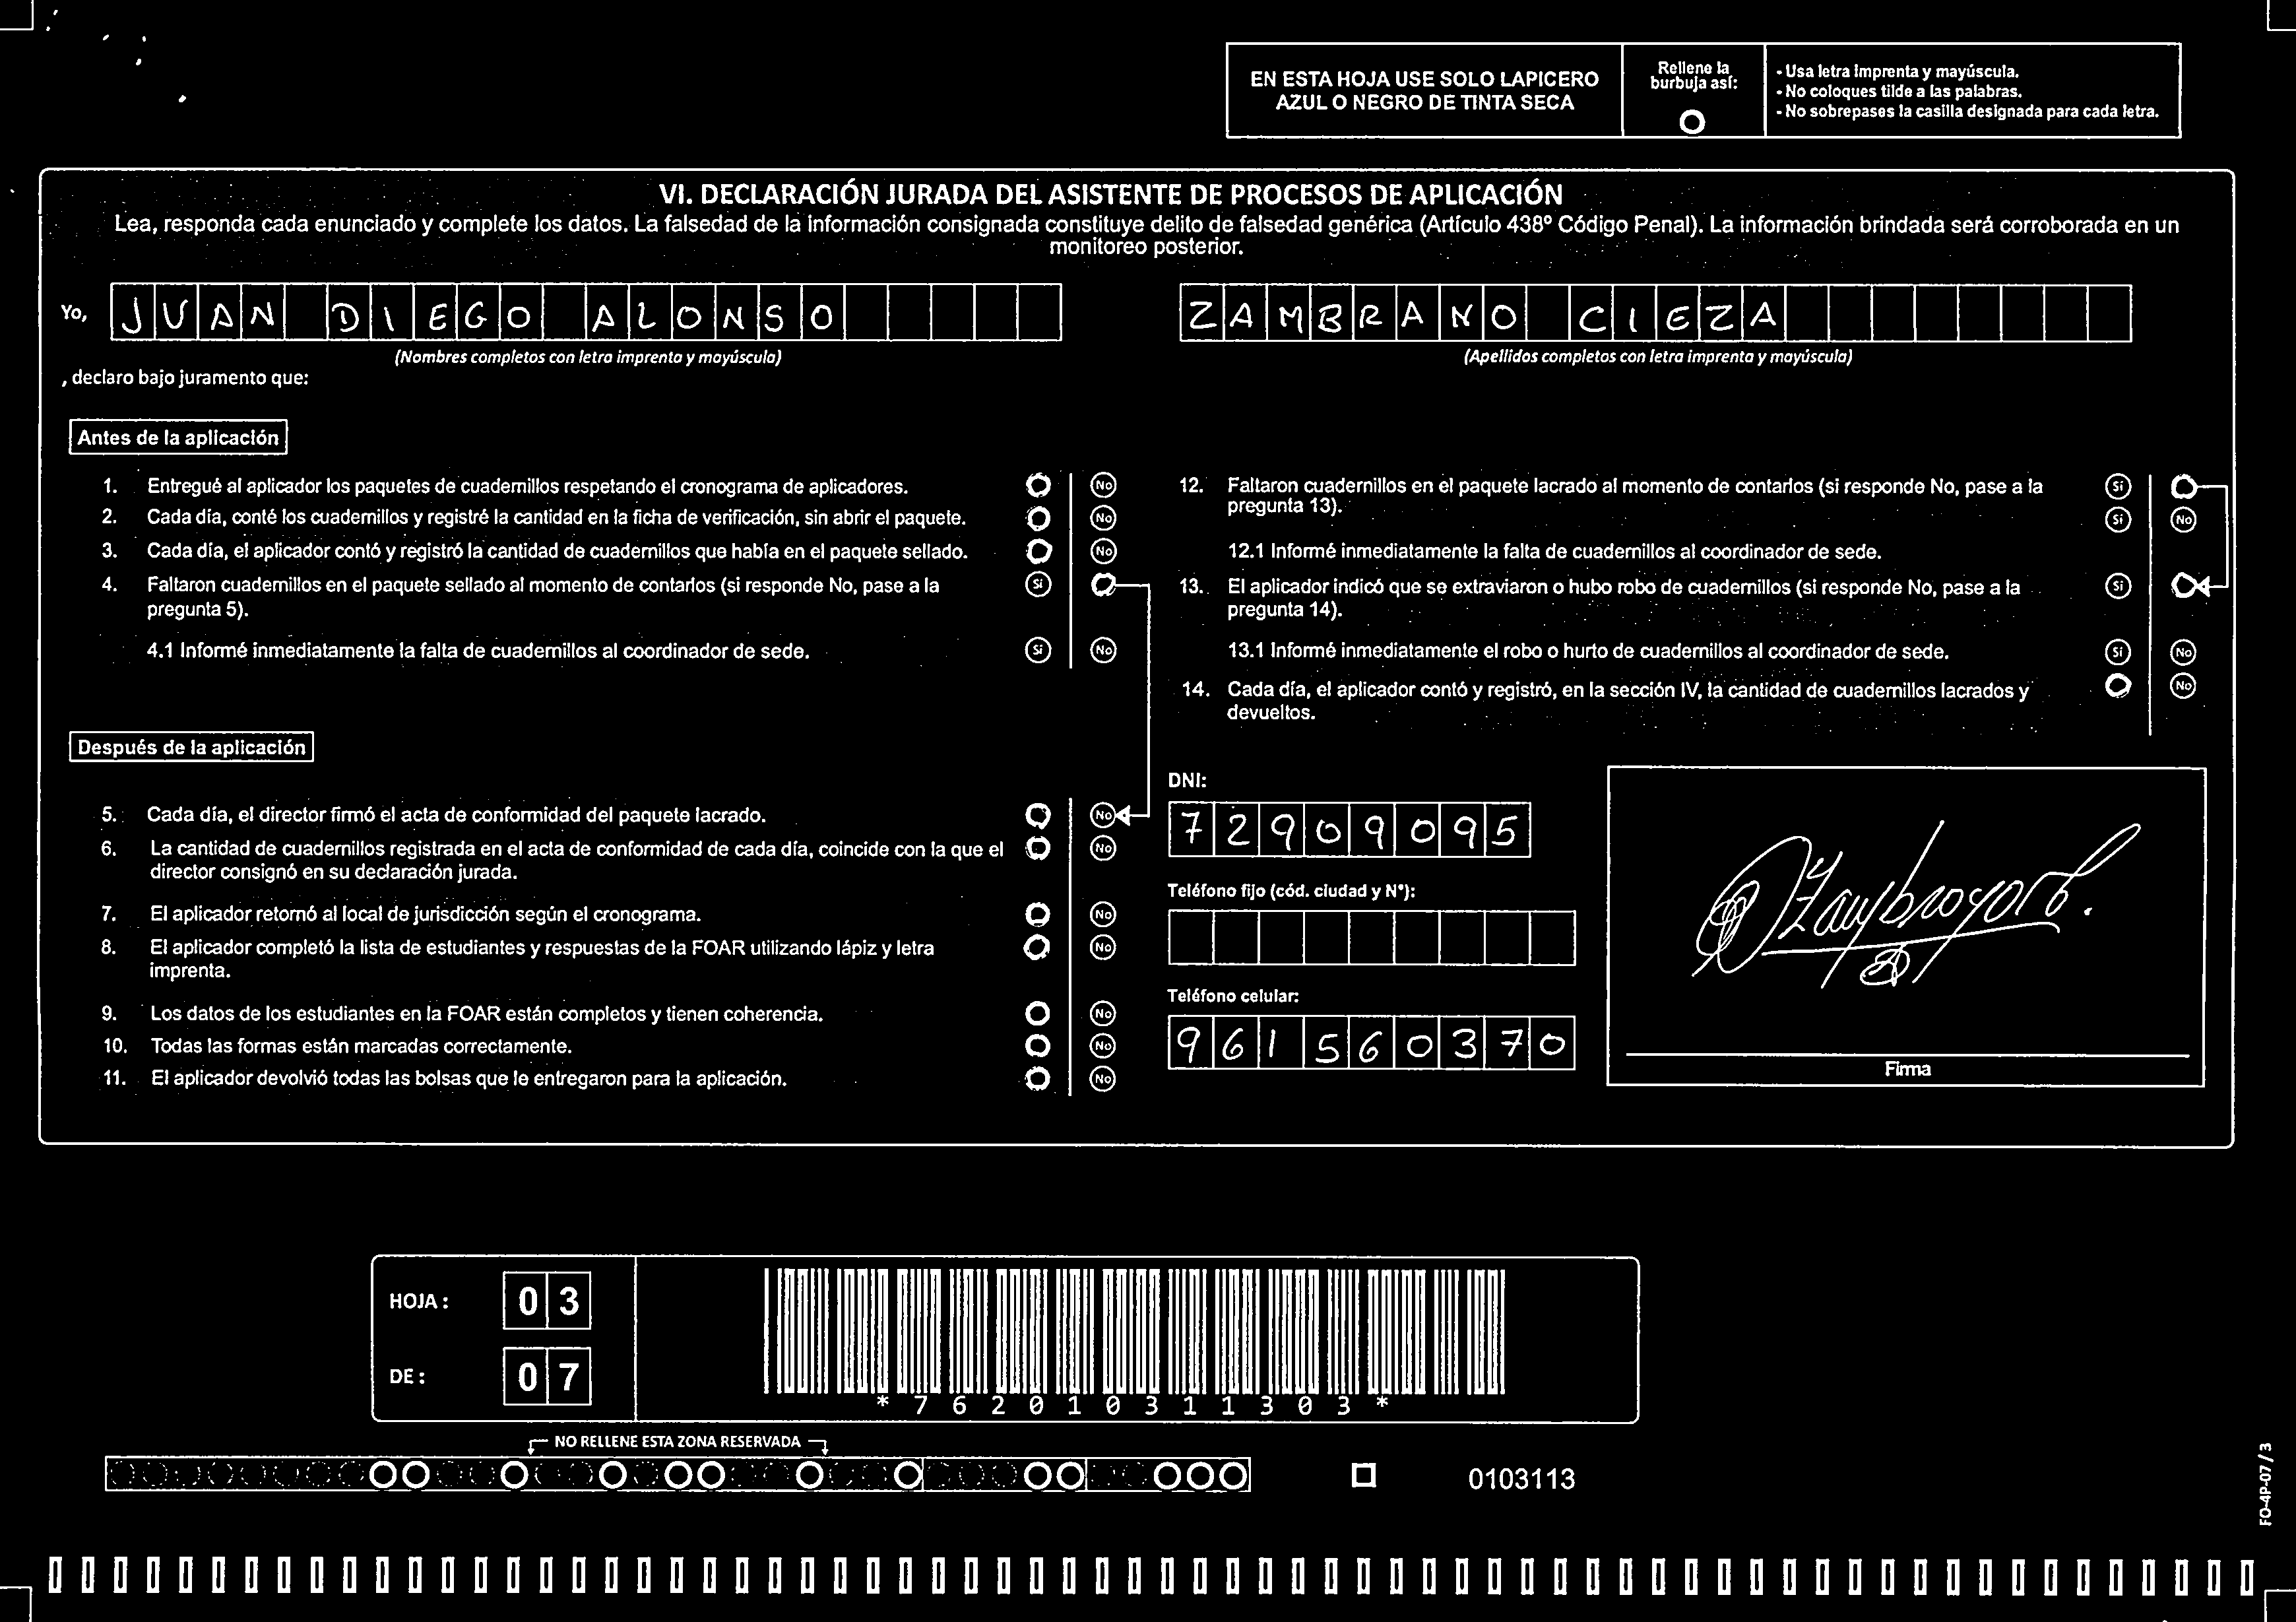 EN ESTA HOJA USE SOLO LAPICERO
AZUL O NEGRO DE TINTA SECA
Rellene la
burbuja así:
- Usa letra imprenta y mayúscula.
- No coloques tilde a las palabras.
- No sobrepases la casilla designada para cada letra.
VI. DECLARACIÓN JURADA DEL ASISTENTE DE PROCESOS DE APLICACIÓN
Lea, responda cada enunciado y complete los datos. La falsedad de la información consignada constituye delito de falsedad genérica (Artículo 438º Código Penal). La información brindada será corroborada en un
monitoreo posterior.
Yo, JUAN DIEGO ALONSO ZAMBRANO CIEZA
(Nombres completos con letra imprenta y mayúscula) (Apellidos completos con letra imprenta y mayúscula)
, declaro bajo juramento que:
Antes de la aplicación
1. Entregué al aplicador los paquetes de cuadernillos respetando el cronograma de aplicadores. No
2. Cada día, conté los cuadernillos y registré la cantidad en la ficha de verificación, sin abrir el paquete. No
3. Cada día, el aplicador contó y registró la cantidad de cuadernillos que había en el paquete sellado. No
4. Faltaron cuadernillos en el paquete sellado al momento de contarlos (si responde No, pase a la Sí
pregunta 5).
4.1 Informé inmediatamente la falta de cuadernillos al coordinador de sede. Sí No
Después de la aplicación
5. Cada día, el director firmó el acta de conformidad del paquete lacrado. No
6. La cantidad de cuadernillos registrada en el acta de conformidad de cada día, coincide con la que el No
director consignó en su declaración jurada.
7. El aplicador retornó al local de jurisdicción según el cronograma. No
8. El aplicador completó la lista de estudiantes y respuestas de la FOAR utilizando lápiz y letra No
imprenta.
9. Los datos de los estudiantes en la FOAR están completos y tienen coherencia. No
10. Todas las formas están marcadas correctamente. No
11. El aplicador devolvió todas las bolsas que le entregaron para la aplicación. No
12. Faltaron cuadernillos en el paquete lacrado al momento de contarlos (si responde No, pase a la Sí
pregunta 13). Sí No
12.1 Informé inmediatamente la falta de cuadernillos al coordinador de sede.
13. El aplicador indicó que se extraviaron o hubo robo de cuadernillos (si responde No, pase a la Sí
pregunta 14).
13.1 Informé inmediatamente el robo o hurto de cuadernillos al coordinador de sede. Sí No
14. Cada día, el aplicador contó y registró, en la sección IV, la cantidad de cuadernillos lacrados y No
devueltos.
DNI:
72909095
Teléfono fijo (cód. ciudad y N°):
Teléfono celular:
961560370
Firma
HOJA: 03
DE: 07
*762010311303*
NO RELLENE ESTA ZONA RESERVADA
0103113
FO-4P-07 / 3